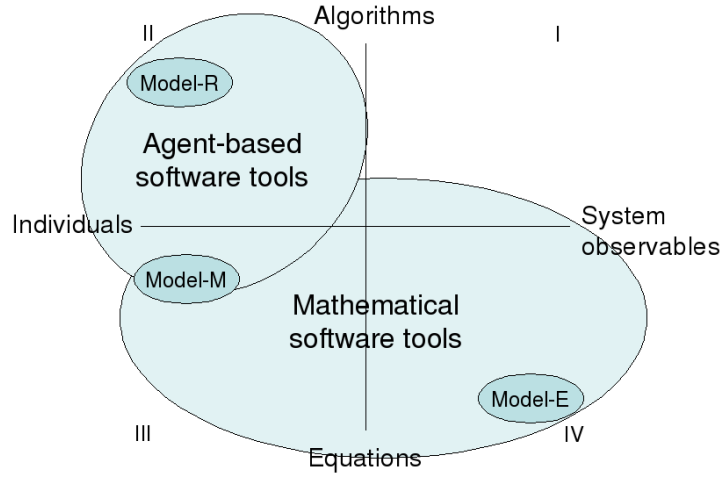 Algorithms
II
I
Model-R
Agent-based
software tools
Individuals
System
observables
Model-M
Mathematical
software tools
Model-E
III
IV
Equations